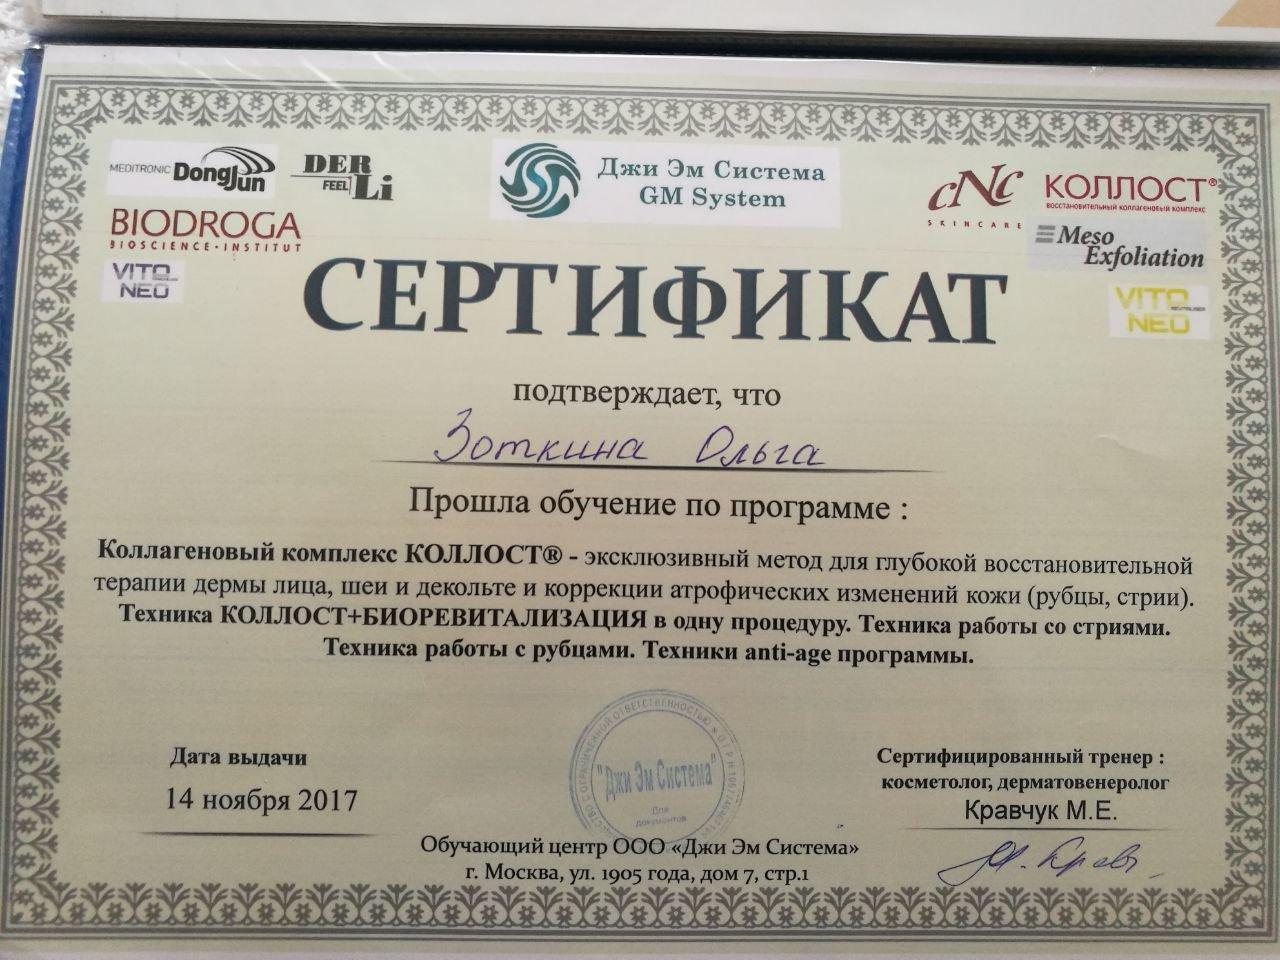 MEDITRONIC DongJun
DER FEEL Li
Джи Эм Система
GM System
CNC
SKINCARE
КОЛЛОСТ®
восстановительный коллагеновый комплекс
BIODROGA
BIOSCIENCE·INSTITUT
Meso
Exfoliation
VITO
NEO
VITO
NEO
СЕРТИФИКАТ
подтверждает, что
Зоткина Ольга
Прошла обучение по программе :
Коллагеновый комплекс КОЛЛОСТ® - эксклюзивный метод для глубокой восстановительной
терапии дермы лица, шеи и декольте и коррекции атрофических изменений кожи (рубцы, стрии).
Техника КОЛЛОСТ+БИОРЕВИТАЛИЗАЦИЯ в одну процедуру. Техника работы со стриями.
Техника работы с рубцами. Техники anti-age программы.
Дата выдачи
14 ноября 2017
С ОГРАНИЧЕННОЙ ОТВЕТСТВЕННОСТЬЮ
"Джи Эм Система"
Для
документов
Сертифицированный тренер :
косметолог, дерматовенеролог
Кравчук М.Е.
Обучающий центр ООО «Джи Эм Система»
г. Москва, ул. 1905 года, дом 7, стр.1